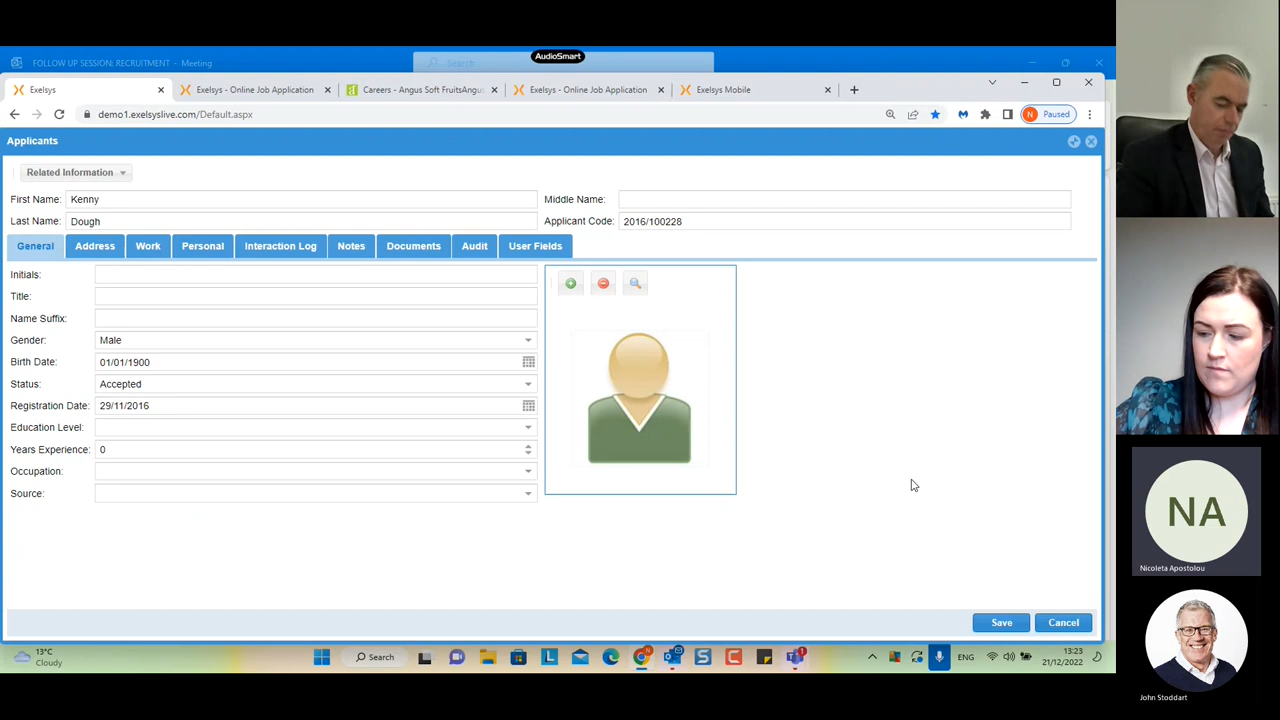 FOLLOW UP SESSION: RECRUITMENT - Meeting
Search
AudioSmart
Exelsys
Exelsys - Online Job Application
Careers - Angus Soft FruitsAngus
Exelsys - Online Job Application
Exelsys Mobile
demo1.exelsyslive.com/Default.aspx
N Paused
Applicants
Related Information
First Name: Kenny
Middle Name:
Last Name: Dough
Applicant Code: 2016/100228
General Address Work Personal Interaction Log Notes Documents Audit User Fields
Initials:
Title:
Name Suffix:
Gender: Male
Birth Date: 01/01/1900
Status: Accepted
Registration Date: 29/11/2016
Education Level:
Years Experience: 0
Occupation:
Source:
Save Cancel
13°C
Cloudy
Search
ENG
13:23
21/12/2022
NA
Nicoleta Apostolou
John Stoddart